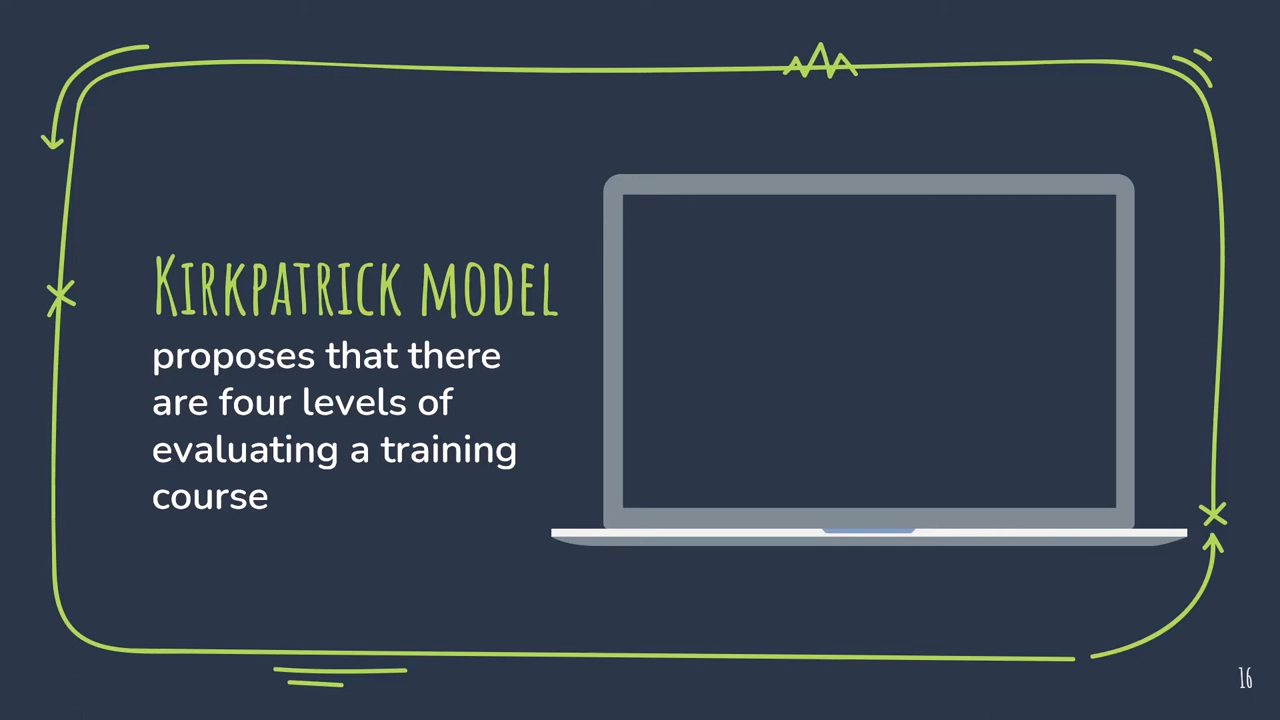 Kirkpatrick model
proposes that there
are four levels of
evaluating a training
course
16